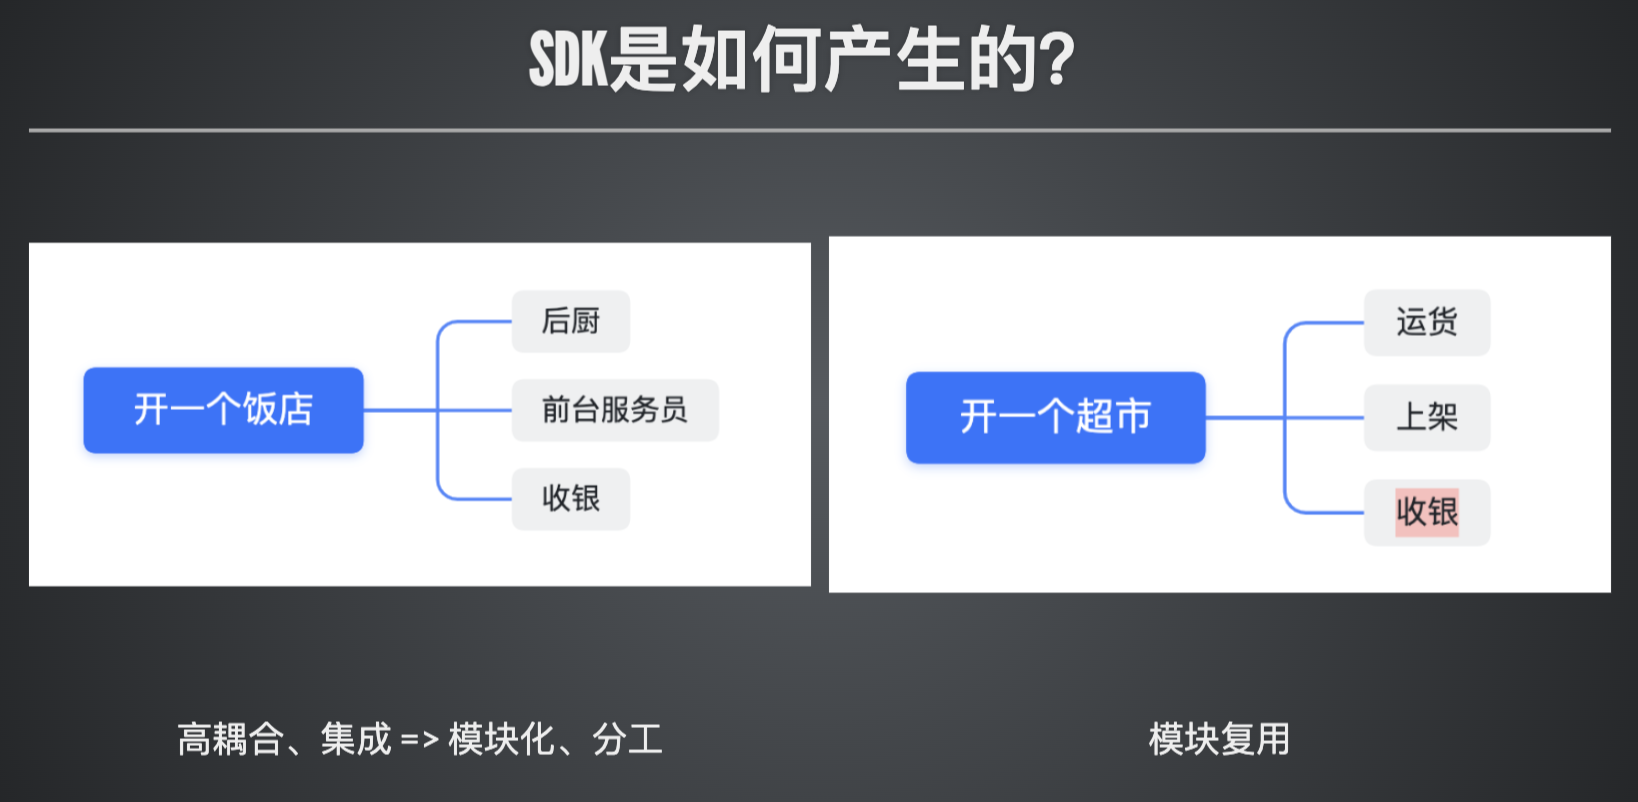 SDK是如何产生的?
开一个饭店
后厨
前台服务员
收银
开一个超市
运货
上架
收银
高耦合、集成 => 模块化、分工
模块复用